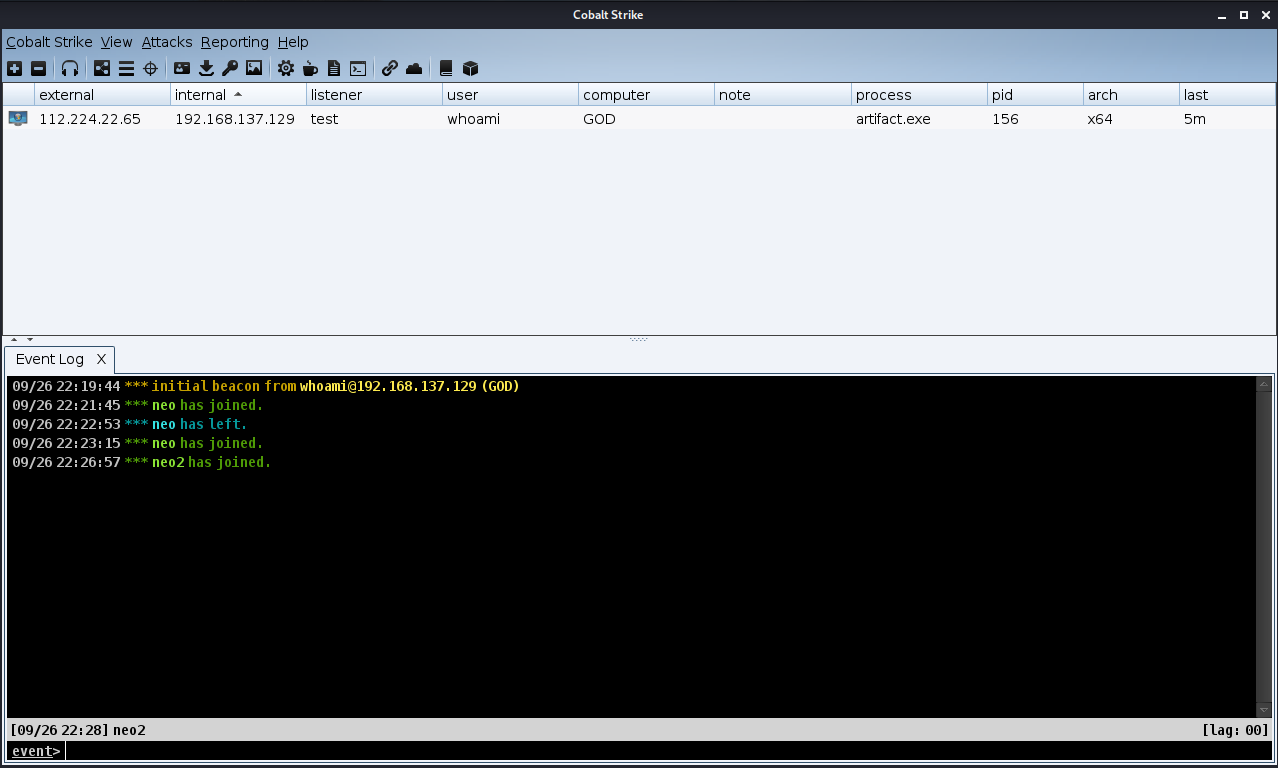 Cobalt Strike
Cobalt Strike View Attacks Reporting Help
external internal listener user computer note process pid arch last
112.224.22.65 192.168.137.129 test whoami GOD artifact.exe 156 x64 5m
Event Log X
09/26 22:19:44 *** initial beacon from whoami@192.168.137.129 (GOD)
09/26 22:21:45 *** neo has joined.
09/26 22:22:53 *** neo has left.
09/26 22:23:15 *** neo has joined.
09/26 22:26:57 *** neo2 has joined.
[09/26 22:28] neo2 [lag: 00]
event>